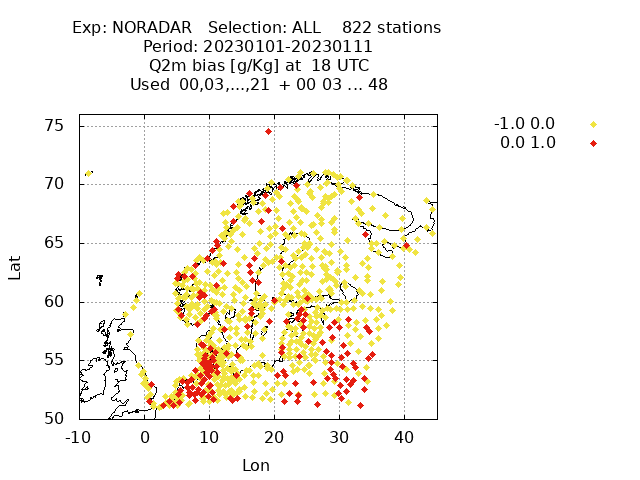 Exp: NORADAR   Selection: ALL    822 stations
Period: 20230101-20230111
Q2m bias [g/Kg] at  18 UTC
Used  00,03,...,21  + 00 03 ... 48
-1.0 0.0
0.0 1.0
75
70
65
60
55
50
Lat
-10 0 10 20 30 40
Lon